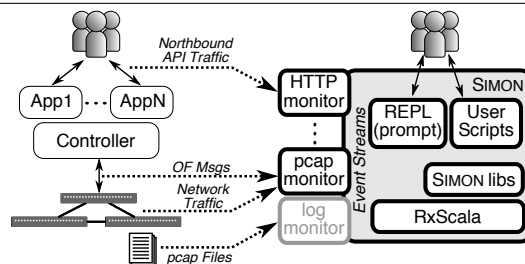 Northbound
API Traffic
App1 ... AppN
Controller
OF Msgs
Network
Traffic
pcap Files
HTTP
monitor
pcap
monitor
log
monitor
Event Streams
SIMON
REPL
(prompt)
User
Scripts
SIMON libs
RxScala